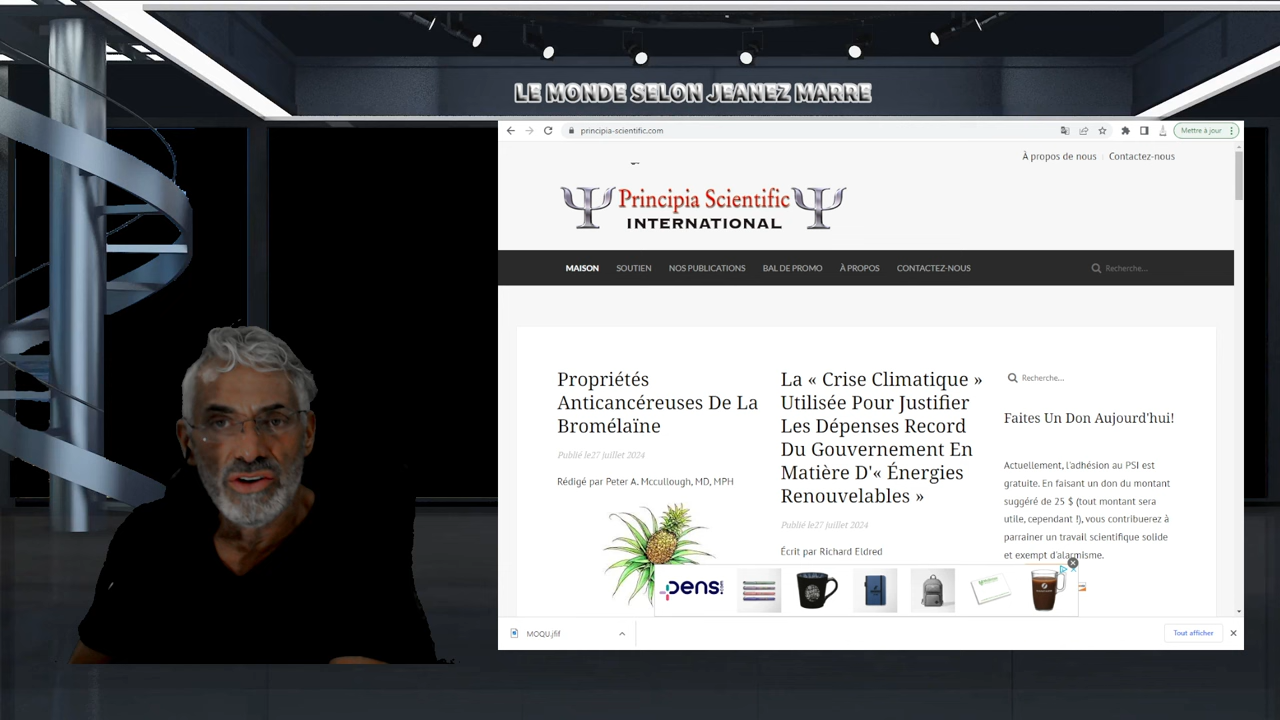 LE MONDE SELON JEANEZ MARRE
principia-scientific.com
Mettre à jour
À propos de nous
Contactez-nous
Principia Scientific
INTERNATIONAL
MAISON SOUTIEN NOS PUBLICATIONS BAL DE PROMO À PROPOS CONTACTEZ-NOUS Recherche...
Propriétés
Anticancéreuses De La
Bromélaïne
Publié le27 juillet 2024
Rédigé par Peter A. Mccullough, MD, MPH
La « Crise Climatique »
Utilisée Pour Justifier
Les Dépenses Record
Du Gouvernement En
Matière D'« Énergies
Renouvelables »
Publié le27 juillet 2024
Écrit par Richard Eldred
Recherche...
Faites Un Don Aujourd'hui!
Actuellement, l'adhésion au PSI est
gratuite. En faisant un don du montant
suggéré de 25 $ (tout montant sera
utile, cependant !), vous contribuerez à
parrainer un travail scientifique solide
et exempt d'alarmisme.
pens.com
MOQU.jfif
Tout afficher